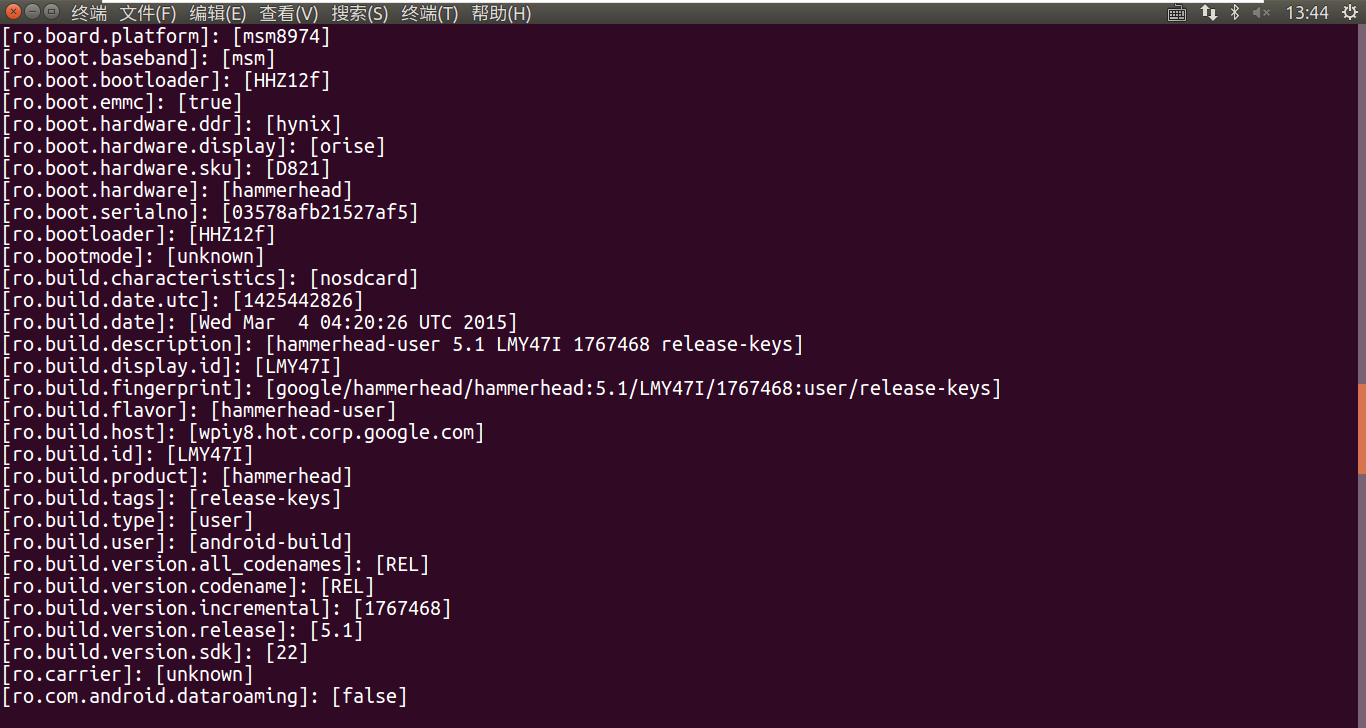 终端 文件(F) 编辑(E) 查看(V) 搜索(S) 终端(T) 帮助(H) 13:44
[ro.board.platform]: [msm8974]
[ro.boot.baseband]: [msm]
[ro.boot.bootloader]: [HHZ12f]
[ro.boot.emmc]: [true]
[ro.boot.hardware.ddr]: [hynix]
[ro.boot.hardware.display]: [orise]
[ro.boot.hardware.sku]: [D821]
[ro.boot.hardware]: [hammerhead]
[ro.boot.serialno]: [03578afb21527af5]
[ro.bootloader]: [HHZ12f]
[ro.bootmode]: [unknown]
[ro.build.characteristics]: [nosdcard]
[ro.build.date.utc]: [1425442826]
[ro.build.date]: [Wed Mar  4 04:20:26 UTC 2015]
[ro.build.description]: [hammerhead-user 5.1 LMY47I 1767468 release-keys]
[ro.build.display.id]: [LMY47I]
[ro.build.fingerprint]: [google/hammerhead/hammerhead:5.1/LMY47I/1767468:user/release-keys]
[ro.build.flavor]: [hammerhead-user]
[ro.build.host]: [wpiy8.hot.corp.google.com]
[ro.build.id]: [LMY47I]
[ro.build.product]: [hammerhead]
[ro.build.tags]: [release-keys]
[ro.build.type]: [user]
[ro.build.user]: [android-build]
[ro.build.version.all_codenames]: [REL]
[ro.build.version.codename]: [REL]
[ro.build.version.incremental]: [1767468]
[ro.build.version.release]: [5.1]
[ro.build.version.sdk]: [22]
[ro.carrier]: [unknown]
[ro.com.android.dataroaming]: [false]